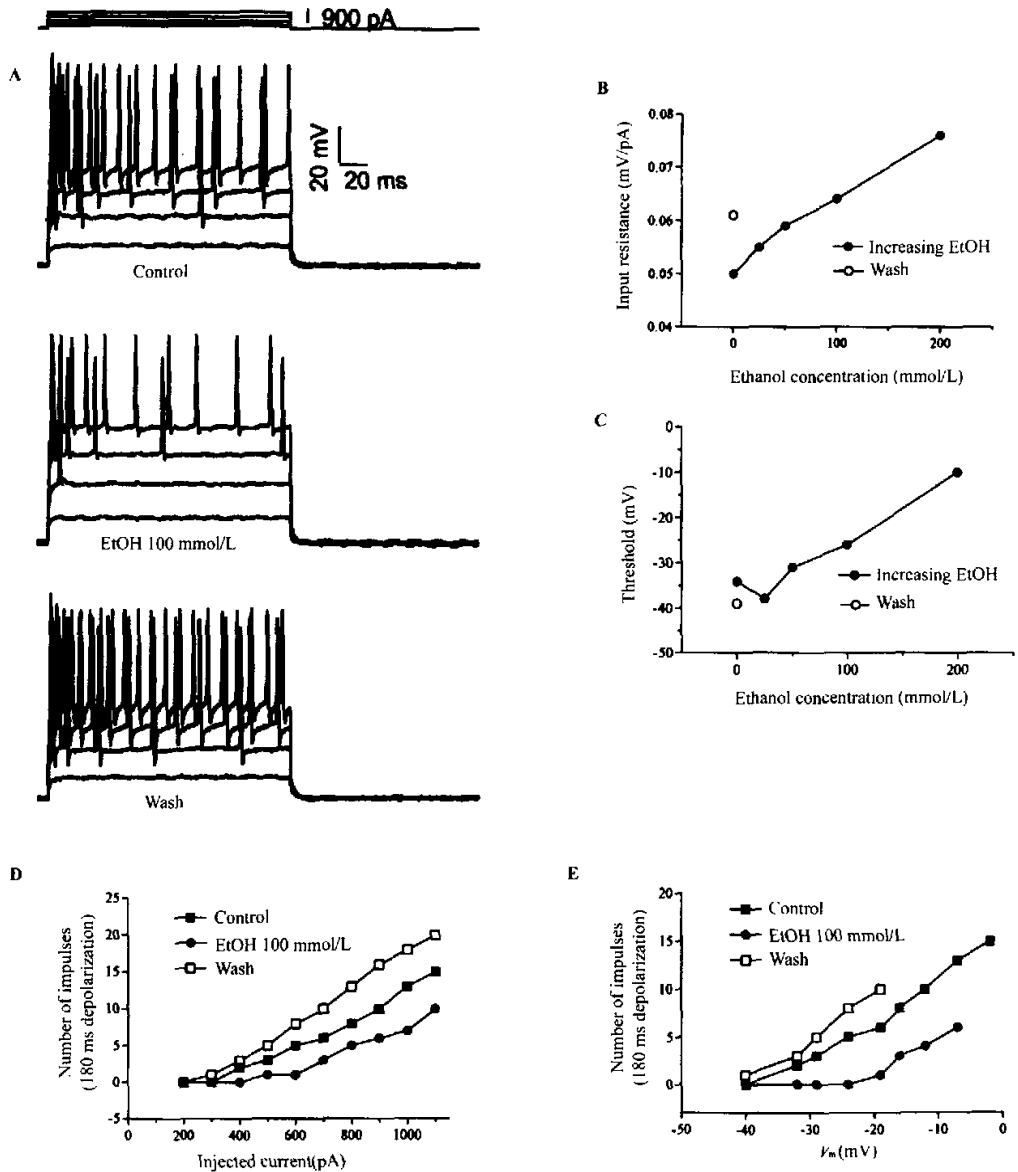 900 pA
A
20 mV
20 ms
Control
EtOH 100 mmol/L
Wash
B
0.08
0.07
0.06
0.05
0.04
Input resistance (mV/pA)
Increasing EtOH
Wash
0
100
200
Ethanol concentration (mmol/L)
C
0
-10
-20
-30
-40
-50
Threshold (mV)
Increasing EtOH
Wash
0
100
200
Ethanol concentration (mmol/L)
D
25
20
15
10
5
0
-5
Number of impulses
(180 ms depolarization)
Control
EtOH 100 mmol/L
Wash
0
200
400
600
800
1000
Injected current(pA)
E
20
15
10
5
0
Number of impulses
(180 ms depolarization)
Control
EtOH 100 mmol/L
Wash
-50
-40
-30
-20
-10
0
Vm (mV)